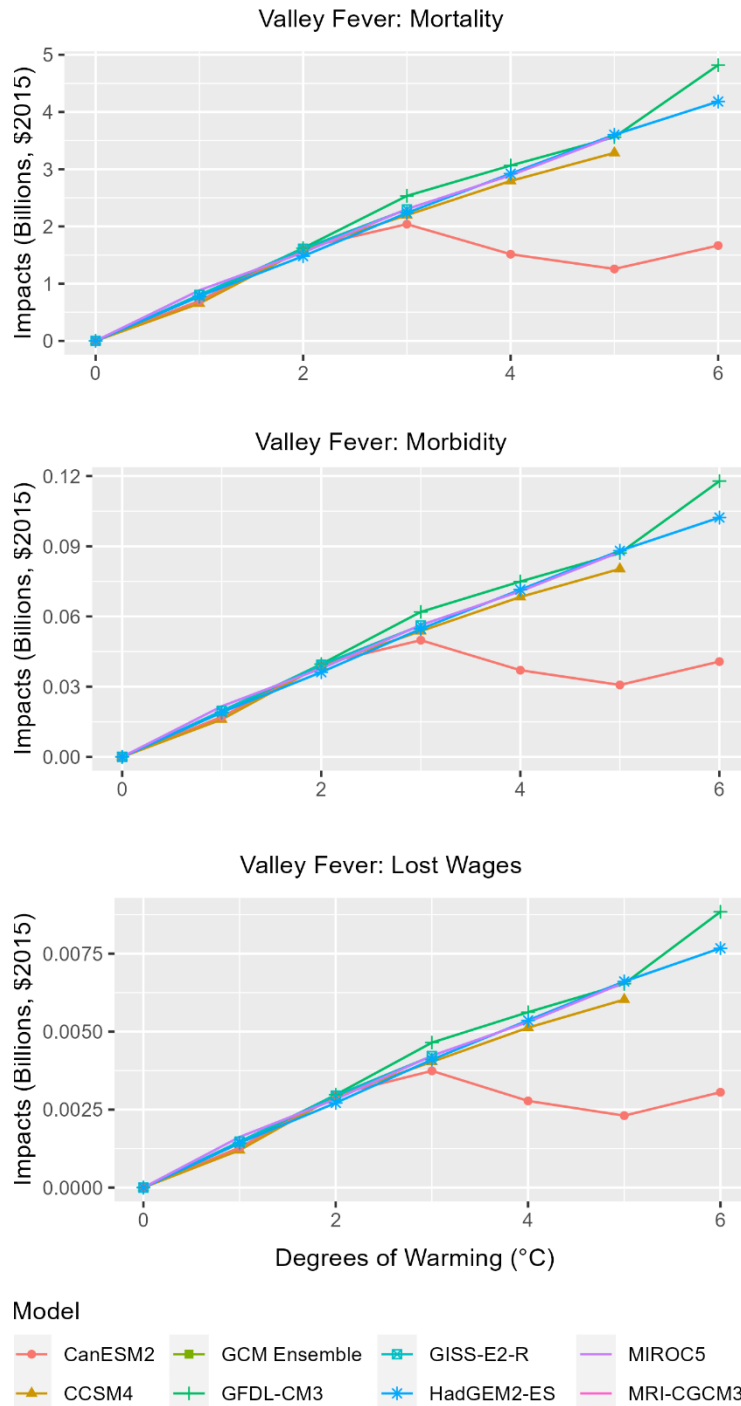 Valley Fever: Mortality
Impacts (Billions, $2015)
5
4
3
2
1
0
0 2 4 6
Valley Fever: Morbidity
Impacts (Billions, $2015)
0.12
0.09
0.06
0.03
0.00
0 2 4 6
Valley Fever: Lost Wages
Impacts (Billions, $2015)
0.0075
0.0050
0.0025
0.0000
0 2 4 6
Degrees of Warming (°C)
Model
CanESM2 GCM Ensemble GISS-E2-R MIROC5
CCSM4 GFDL-CM3 HadGEM2-ES MRI-CGCM3